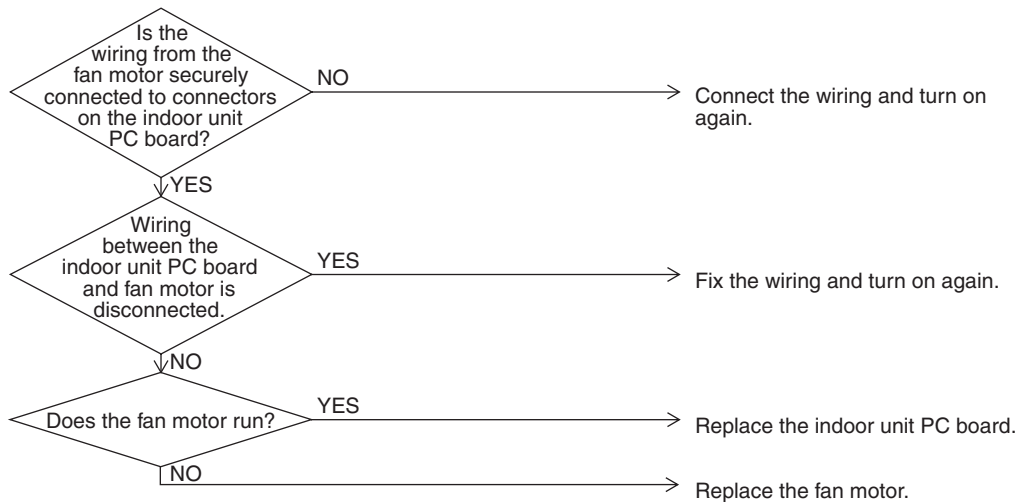 Is the
wiring from the
fan motor securely
connected to connectors
on the indoor unit
PC board?
NO
Connect the wiring and turn on
again.
YES
Wiring
between the
indoor unit PC board
and fan motor is
disconnected.
YES
Fix the wiring and turn on again.
NO
Does the fan motor run?
YES
Replace the indoor unit PC board.
NO
Replace the fan motor.